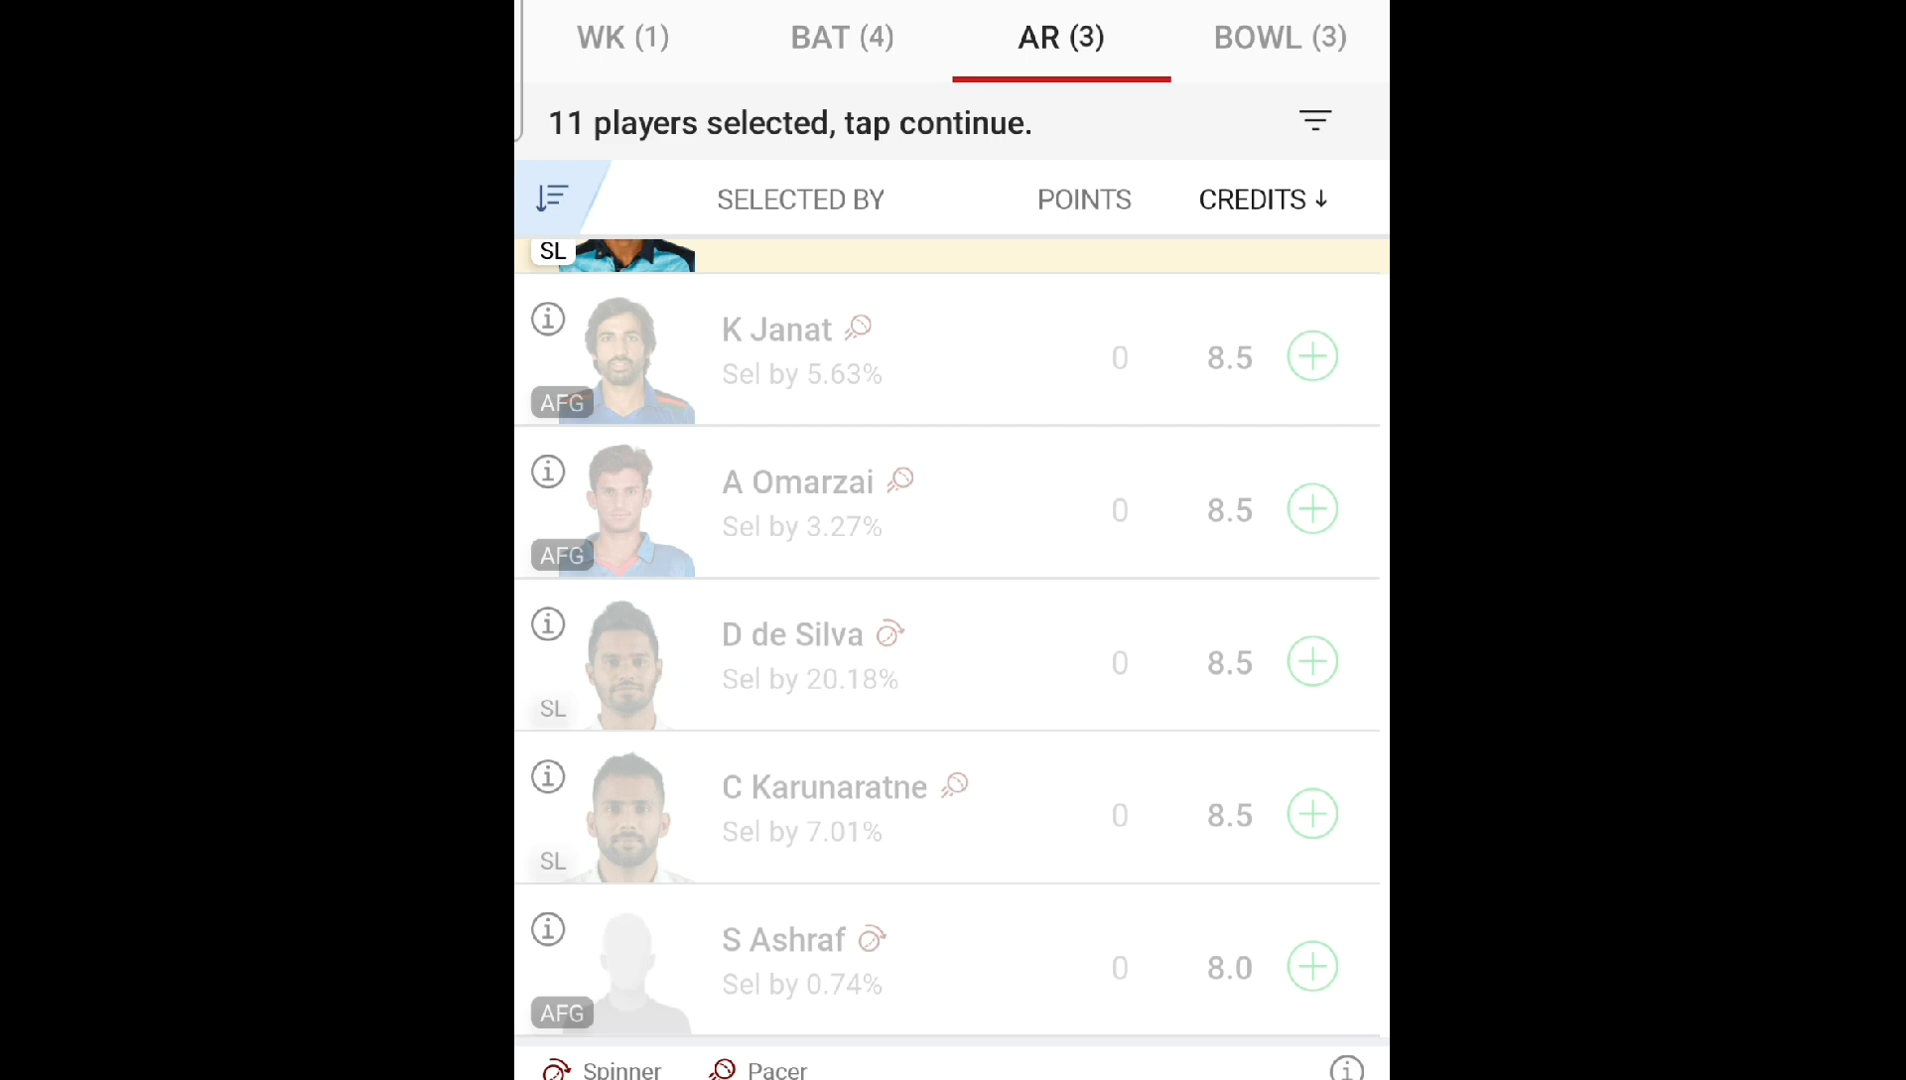 WK (1) BAT (4) AR (3) BOWL (3)
11 players selected, tap continue.
SELECTED BY POINTS CREDITS ↓
SL
K Janat
Sel by 5.63% 0 8.5
AFG
A Omarzai
Sel by 3.27% 0 8.5
AFG
D de Silva
Sel by 20.18% 0 8.5
SL
C Karunaratne
Sel by 7.01% 0 8.5
SL
S Ashraf
Sel by 0.74% 0 8.0
AFG
Spinner Pacer